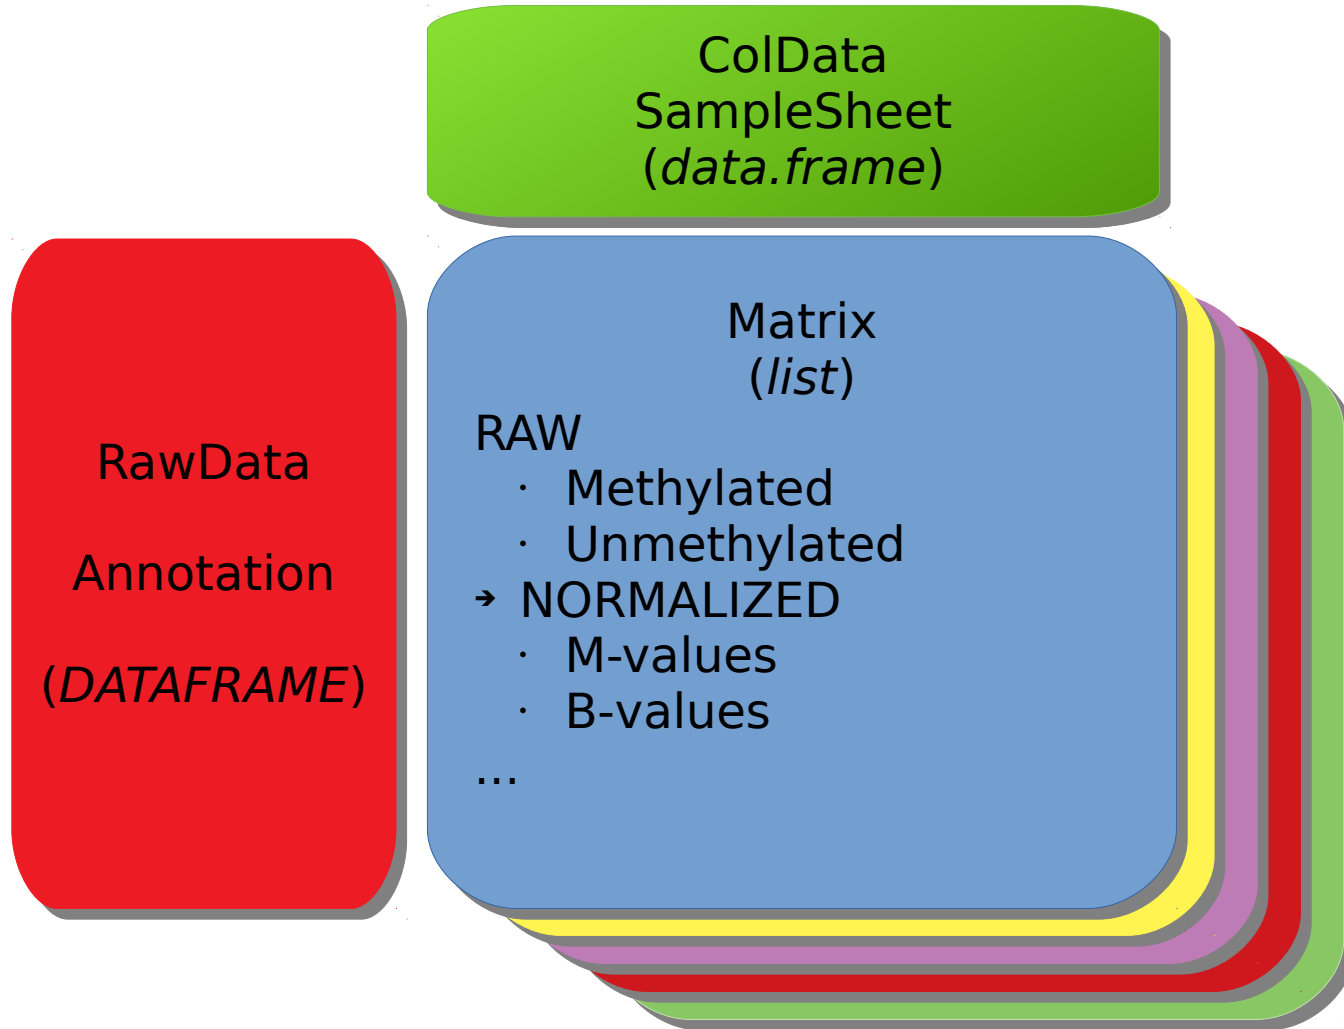 ColData
SampleSheet
(data.frame)
RawData
Annotation
(DATAFRAME)
Matrix
(list)
RAW
· Methylated
· Unmethylated
➔ NORMALIZED
· M-values
· B-values
...